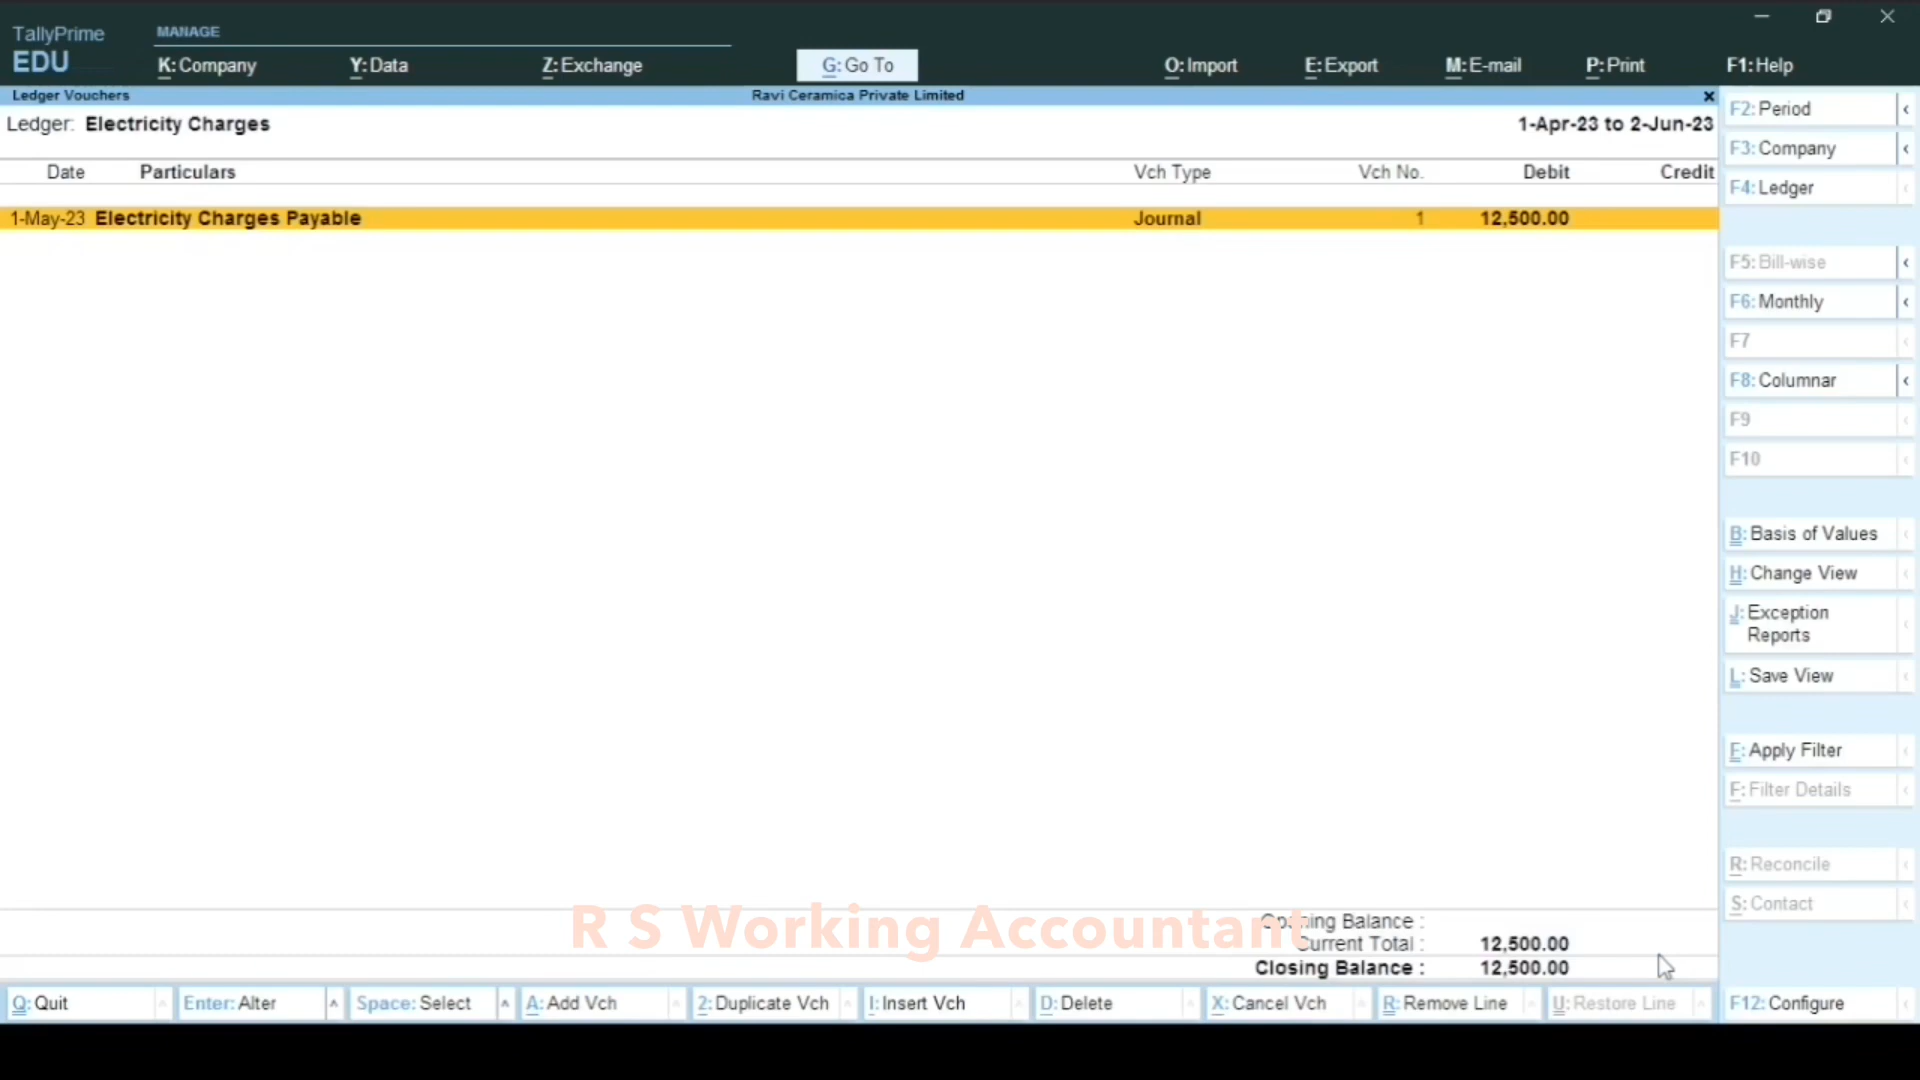 TallyPrime
EDU
MANAGE
K: Company
Y: Data
Z: Exchange
G: Go To
O: Import
E: Export
M: E-mail
P: Print
F1: Help
Ledger Vouchers
Ravi Ceramica Private Limited
Ledger: Electricity Charges
1-Apr-23 to 2-Jun-23
Date Particulars Vch Type Vch No. Debit Credit
1-May-23 Electricity Charges Payable Journal 1 12,500.00
Opening Balance :
Current Total : 12,500.00
Closing Balance : 12,500.00
R S Working Accountant
Q: Quit
Enter: Alter
Space: Select
A: Add Vch
2: Duplicate Vch
I: Insert Vch
D: Delete
X: Cancel Vch
R: Remove Line
U: Restore Line
F2: Period
F3: Company
F4: Ledger
F5: Bill-wise
F6: Monthly
F7
F8: Columnar
F9
F10
B: Basis of Values
H: Change View
J: Exception
Reports
L: Save View
F: Apply Filter
F: Filter Details
R: Reconcile
S: Contact
F12: Configure